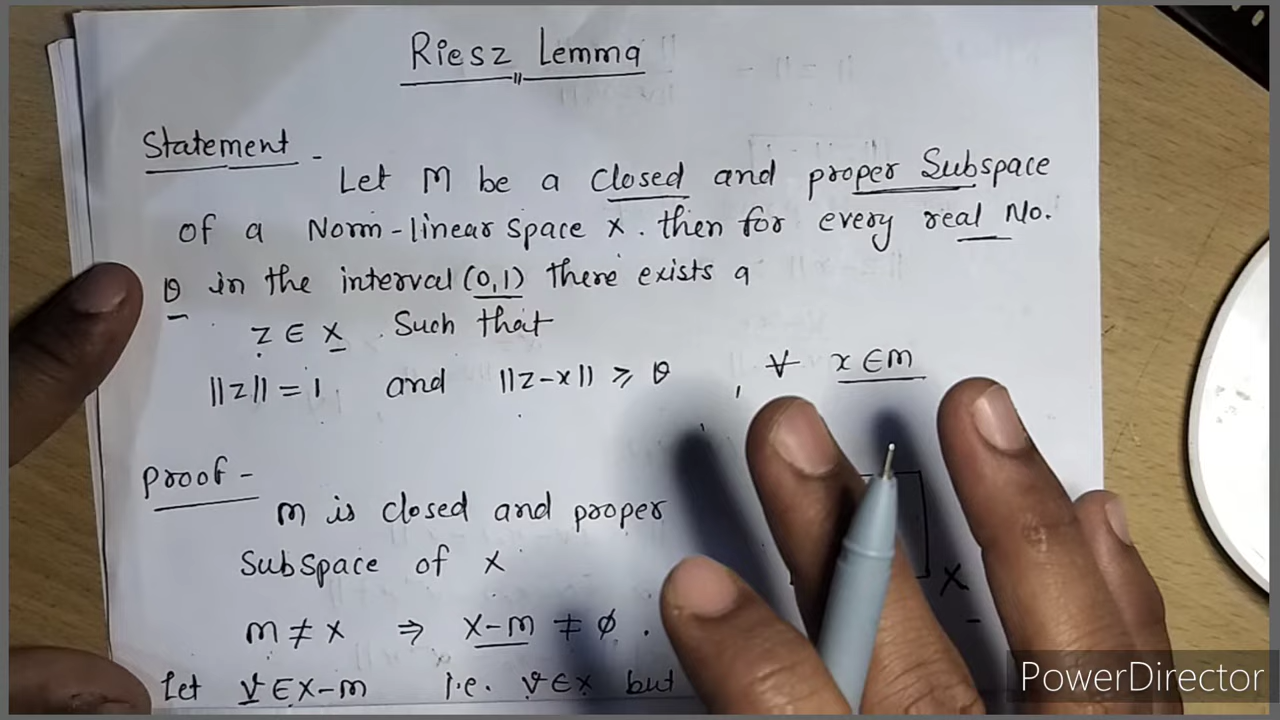 Riesz Lemma
Statement -
Let M be a closed and proper Subspace
of a Norm-linear space X. then for every real No.
θ in the interval (0,1) there exists a
z ∈ X. Such that
||z|| = 1 and ||z-x|| ⩾ θ , ∀ x ∈ m
Proof -
m is closed and proper
Subspace of X
m ≠ X ⇒ X-m ≠ ϕ.
X
Let v ∈ X-m i.e. v ∈ X but
PowerDirector